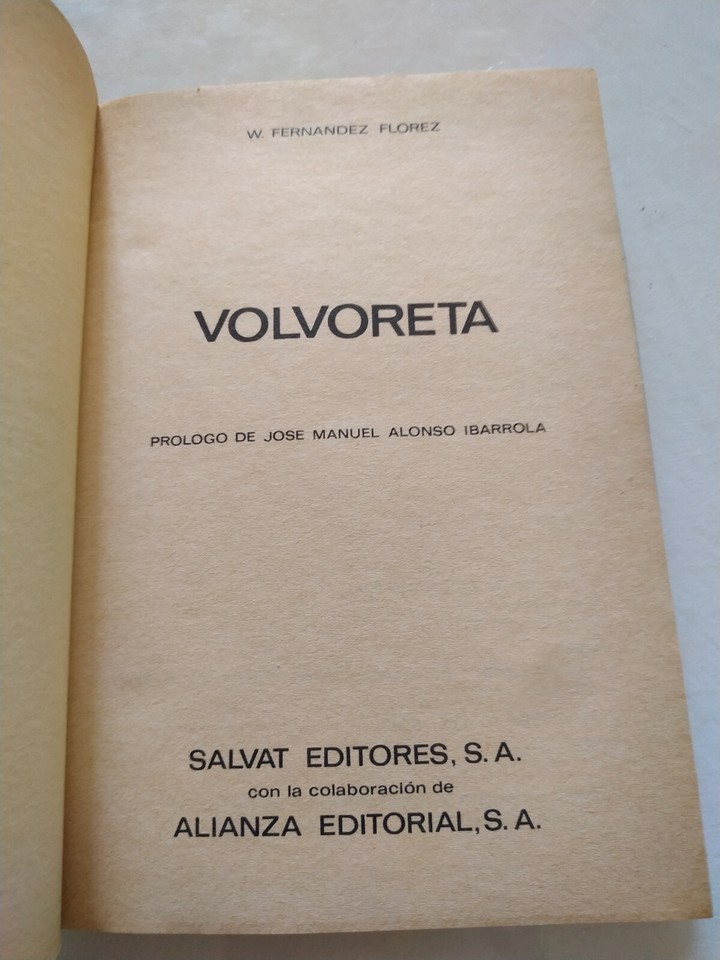 W. FERNANDEZ FLOREZ
VOLVORETA
PROLOGO DE JOSE MANUEL ALONSO IBARROLA
SALVAT EDITORES, S. A.
con la colaboración de
ALIANZA EDITORIAL, S. A.